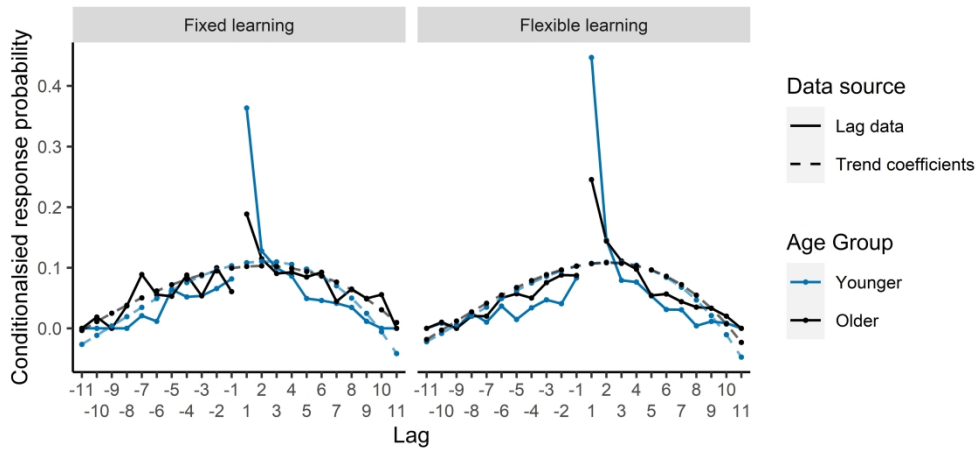 Fixed learning
Flexible learning
Conditionalsied response probability
0.4
0.3
0.2
0.1
0.0
-11 -9 -7 -5 -3 -1 2 4 6 8 10
-10 -8 -6 -4 -2 1 3 5 7 9 11
-11 -9 -7 -5 -3 -1 2 4 6 8 10
-10 -8 -6 -4 -2 1 3 5 7 9 11
Lag
Data source
Lag data
Trend coefficients
Age Group
Younger
Older